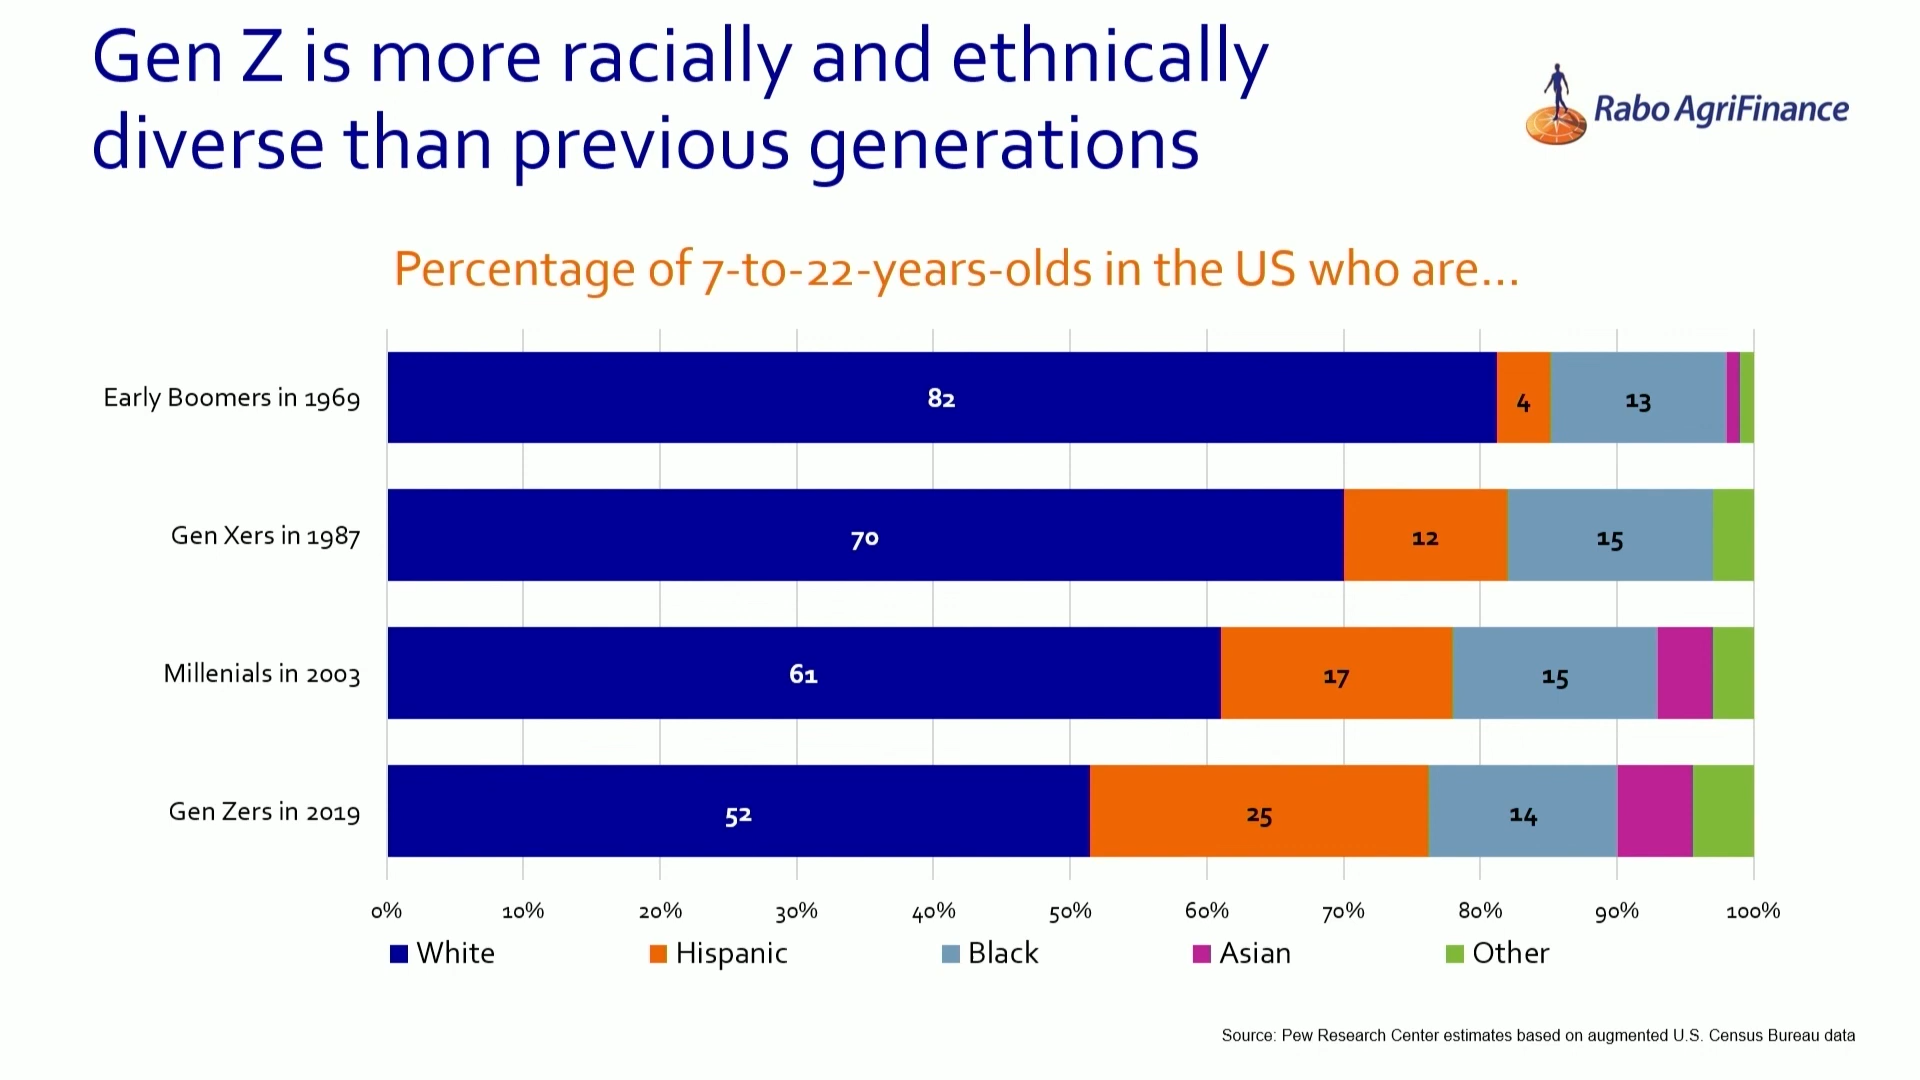 Gen Z is more racially and ethnically
diverse than previous generations
Rabo AgriFinance
Percentage of 7-to-22-years-olds in the US who are...
Early Boomers in 1969
82
4
13
Gen Xers in 1987
70
12
15
Millenials in 2003
61
17
15
Gen Zers in 2019
52
25
14
0%
10%
20%
30%
40%
50%
60%
70%
80%
90%
100%
White
Hispanic
Black
Asian
Other
Source: Pew Research Center estimates based on augmented U.S. Census Bureau data